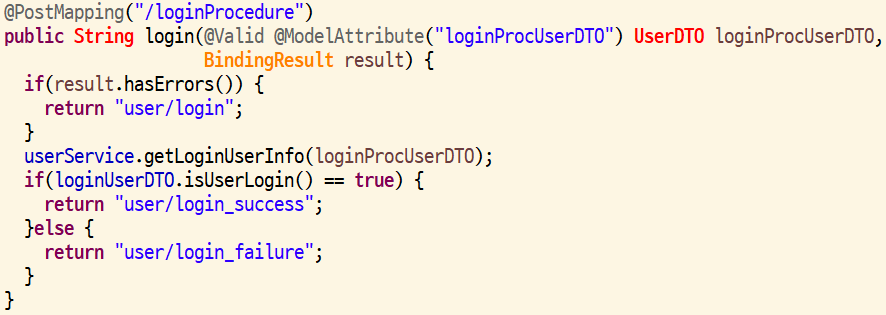 @PostMapping("/loginProcedure")
public String login(@Valid @ModelAttribute("loginProcUserDTO") UserDTO loginProcUserDTO,
BindingResult result) {
if(result.hasErrors()) {
return "user/login";
}
userService.getLoginUserInfo(loginProcUserDTO);
if(loginUserDTO.isUserLogin() == true) {
return "user/login_success";
}else {
return "user/login_failure";
}
}